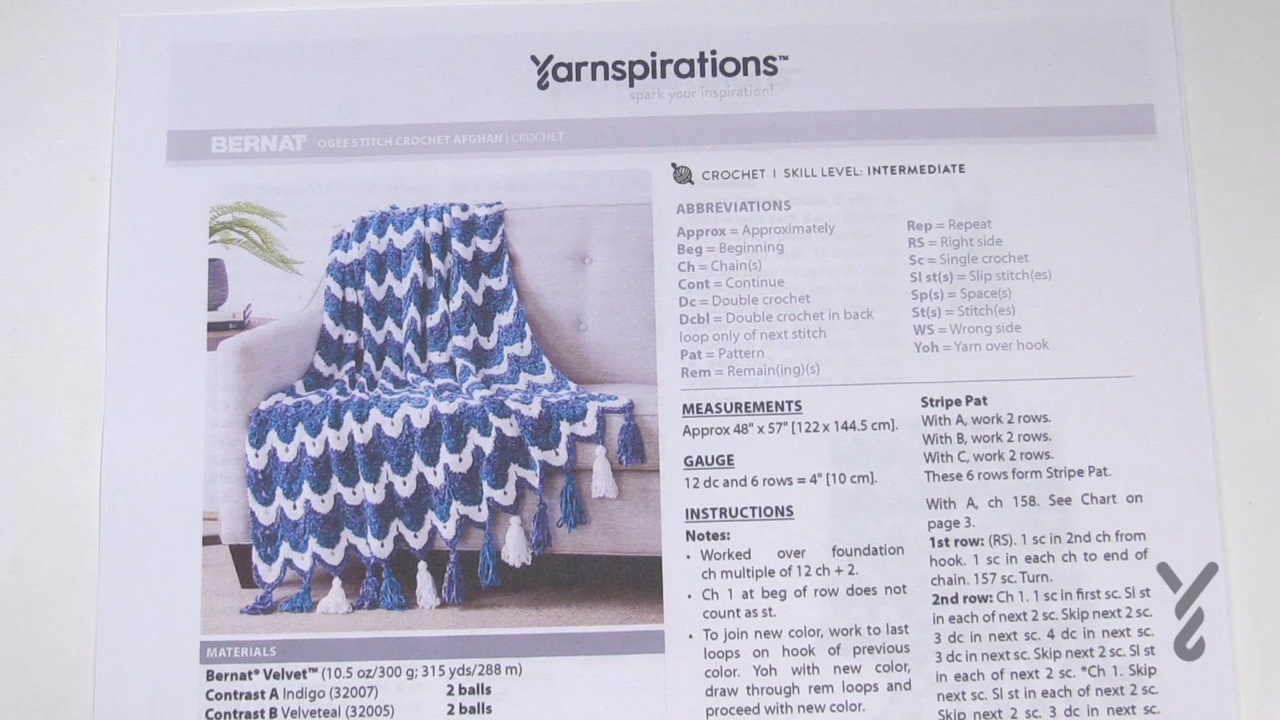 Yarnspirations™
spark your inspiration!
BERNAT OGEE STITCH CROCHET AFGHAN | CROCHET
CROCHET | SKILL LEVEL: INTERMEDIATE
ABBREVIATIONS
Approx = Approximately
Beg = Beginning
Ch = Chain(s)
Cont = Continue
Dc = Double crochet
Dcbl = Double crochet in back
loop only of next stitch
Pat = Pattern
Rem = Remain(ing)(s)
Rep = Repeat
RS = Right side
Sc = Single crochet
Sl st(s) = Slip stitch(es)
Sp(s) = Space(s)
St(s) = Stitch(es)
WS = Wrong side
Yoh = Yarn over hook
MEASUREMENTS
Approx 48" x 57" [122 x 144.5 cm].
GAUGE
12 dc and 6 rows = 4" [10 cm].
INSTRUCTIONS
Notes:
• Worked over foundation
ch multiple of 12 ch + 2.
• Ch 1 at beg of row does not
count as st.
• To join new color, work to last
loops on hook of previous
color. Yoh with new color,
draw through rem loops and
proceed with new color.
Stripe Pat
With A, work 2 rows.
With B, work 2 rows.
With C, work 2 rows.
These 6 rows form Stripe Pat.
With A, ch 158. See Chart on
page 3.
1st row: (RS). 1 sc in 2nd ch from
hook. 1 sc in each ch to end of
chain. 157 sc. Turn.
2nd row: Ch 1. 1 sc in first sc. Sl st
in each of next 2 sc. Skip next 2 sc.
3 dc in next sc. 4 dc in next sc.
3 dc in next sc. Skip next 2 sc. Sl st
in each of next 2 sc. *Ch 1. Skip
next sc. Sl st in each of next 2 sc.
Skip next 2 sc. 3 dc in next sc.
MATERIALS
Bernat® Velvet™ (10.5 oz/300 g; 315 yds/288 m)
Contrast A Indigo (32007) 2 balls
Contrast B Velveteal (32005) 2 balls